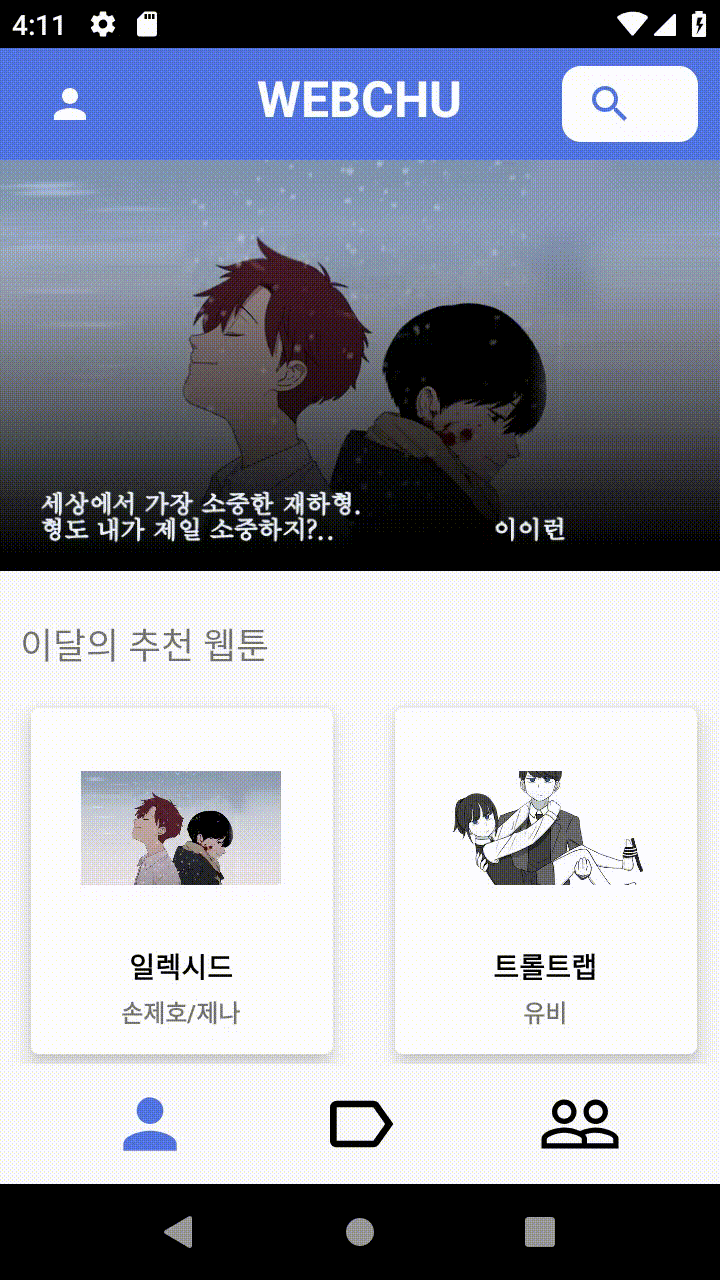 4:11
WEBCHU
세상에서 가장 소중한 재하형.
형도 내가 제일 소중하지?..
이이런
이달의 추천 웹툰
일렉시드
손제호/제나
트롤트랩
유비